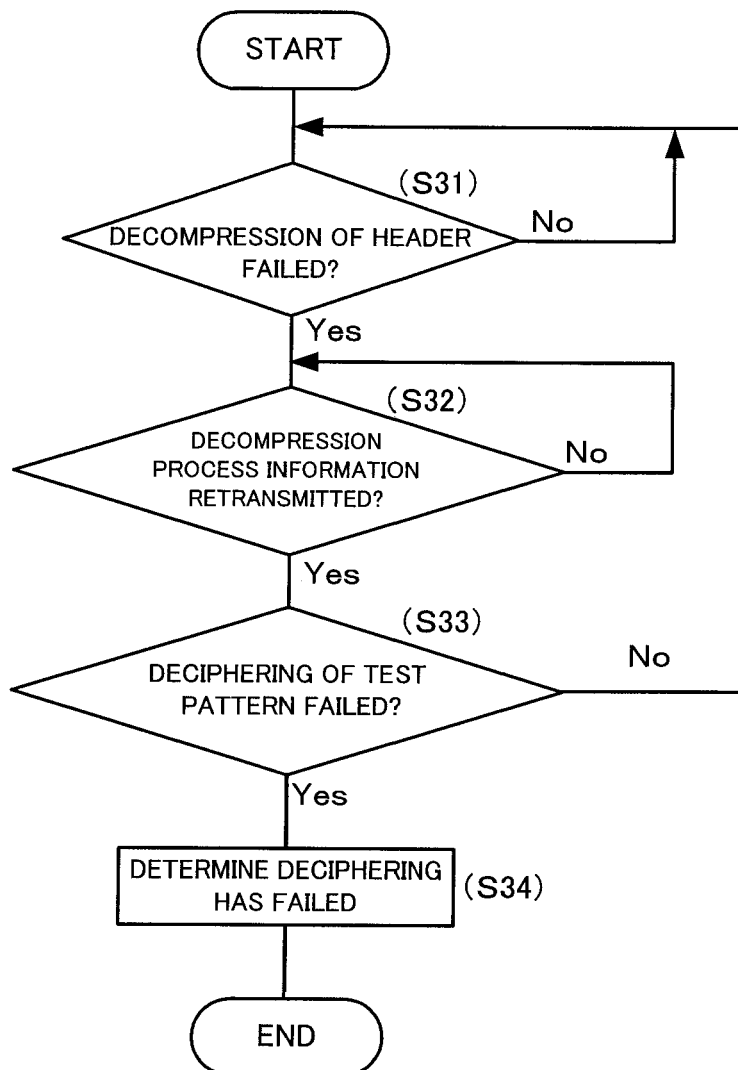 START
(S31)
DECOMPRESSION OF HEADER
FAILED?
No
Yes
(S32)
DECOMPRESSION
PROCESS INFORMATION
RETRANSMITTED?
No
Yes
(S33)
DECIPHERING OF TEST
PATTERN FAILED?
No
Yes
DETERMINE DECIPHERING
HAS FAILED
(S34)
END